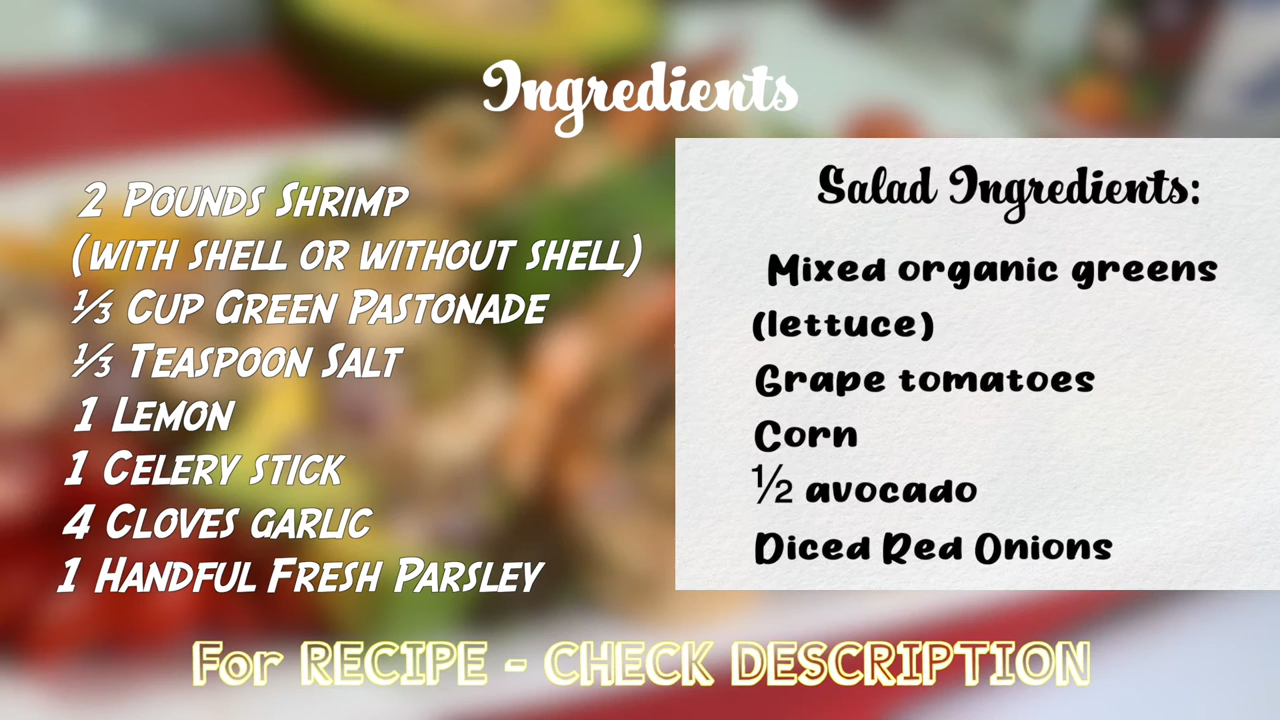 Ingredients
2 Pounds Shrimp
(with shell or without shell)
⅓ Cup Green Pastonade
⅓ Teaspoon Salt
1 Lemon
1 Celery stick
4 Cloves garlic
1 Handful Fresh Parsley
Salad Ingredients:
Mixed organic greens
(lettuce)
Grape tomatoes
Corn
½ avocado
Diced Red Onions
For RECIPE - CHECK DESCRIPTION